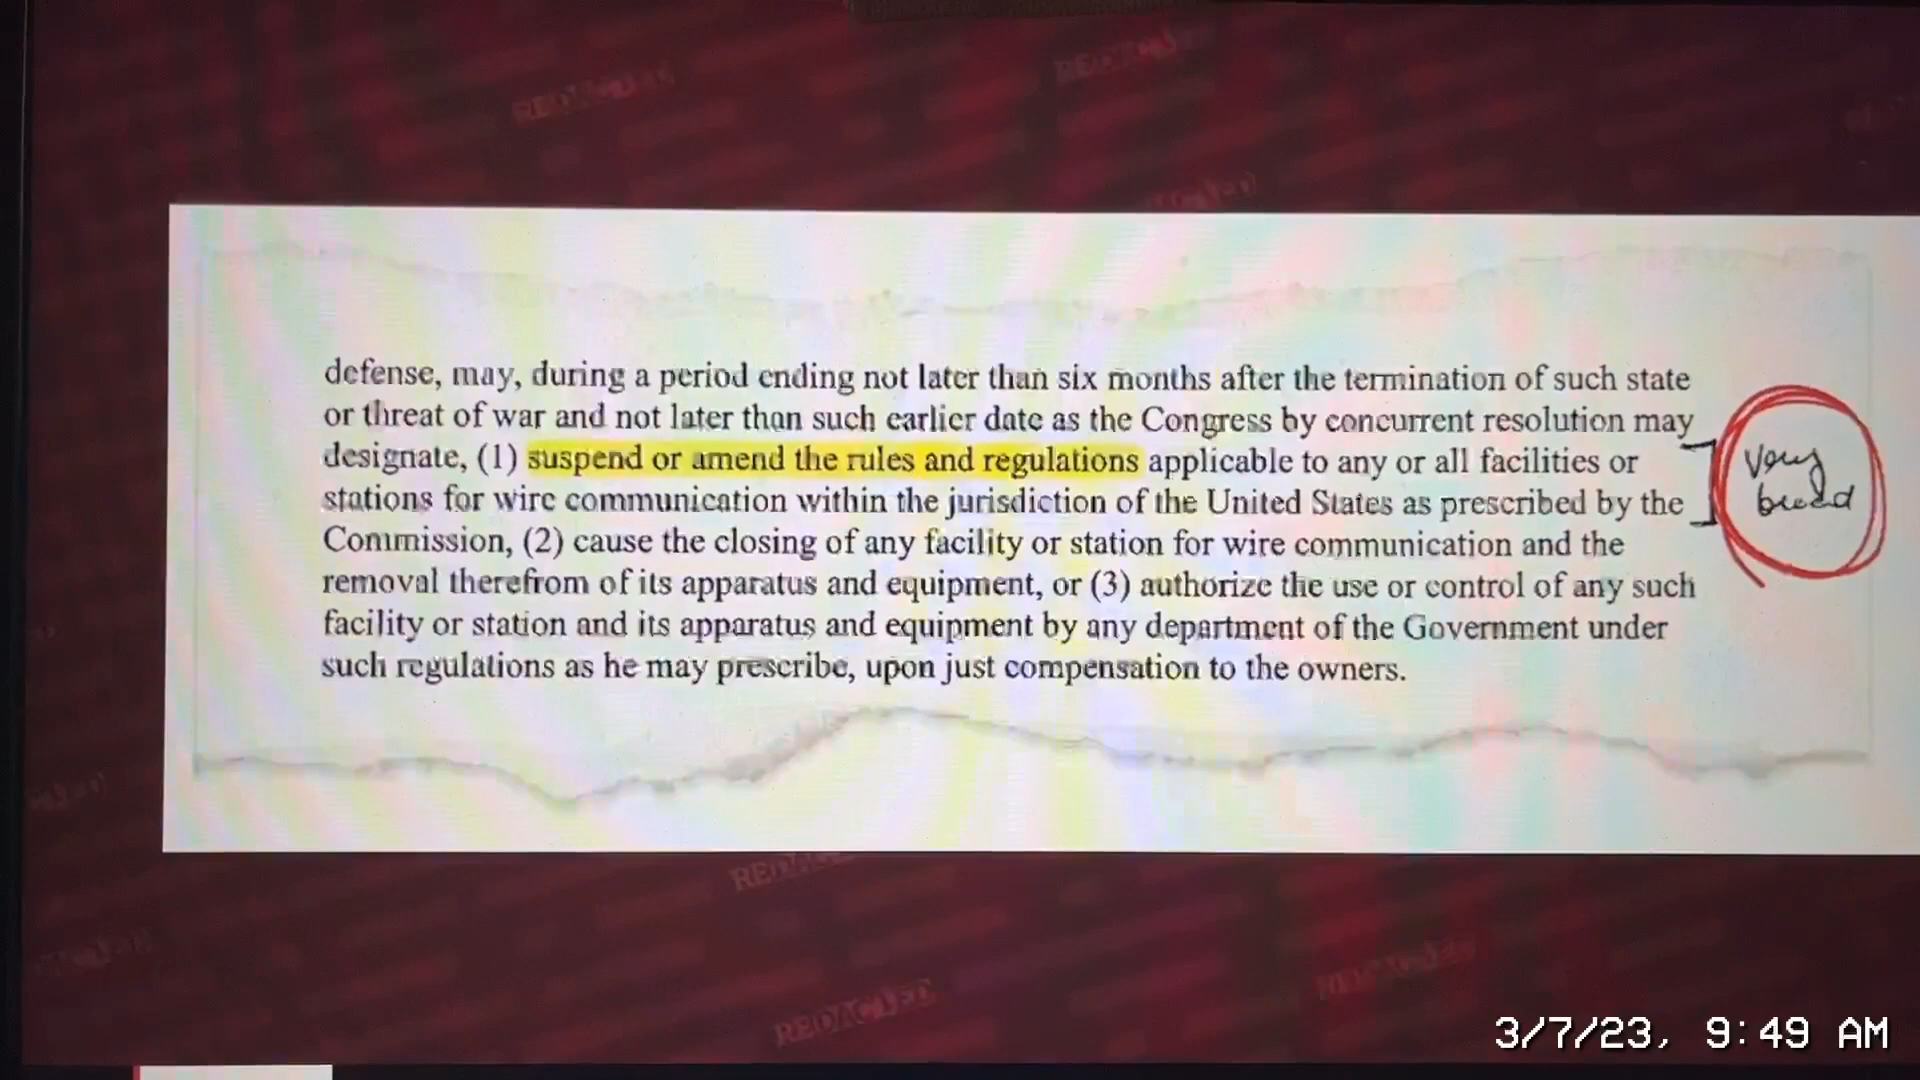 REDACTED
defense, may, during a period ending not later than six months after the termination of such state
or threat of war and not later than such earlier date as the Congress by concurrent resolution may
designate, (1) suspend or amend the rules and regulations applicable to any or all facilities or
stations for wire communication within the jurisdiction of the United States as prescribed by the
Commission, (2) cause the closing of any facility or station for wire communication and the
removal therefrom of its apparatus and equipment, or (3) authorize the use or control of any such
facility or station and its apparatus and equipment by any department of the Government under
such regulations as he may prescribe, upon just compensation to the owners.
Very
broad
REDACTED
3/7/23, 9:49 AM